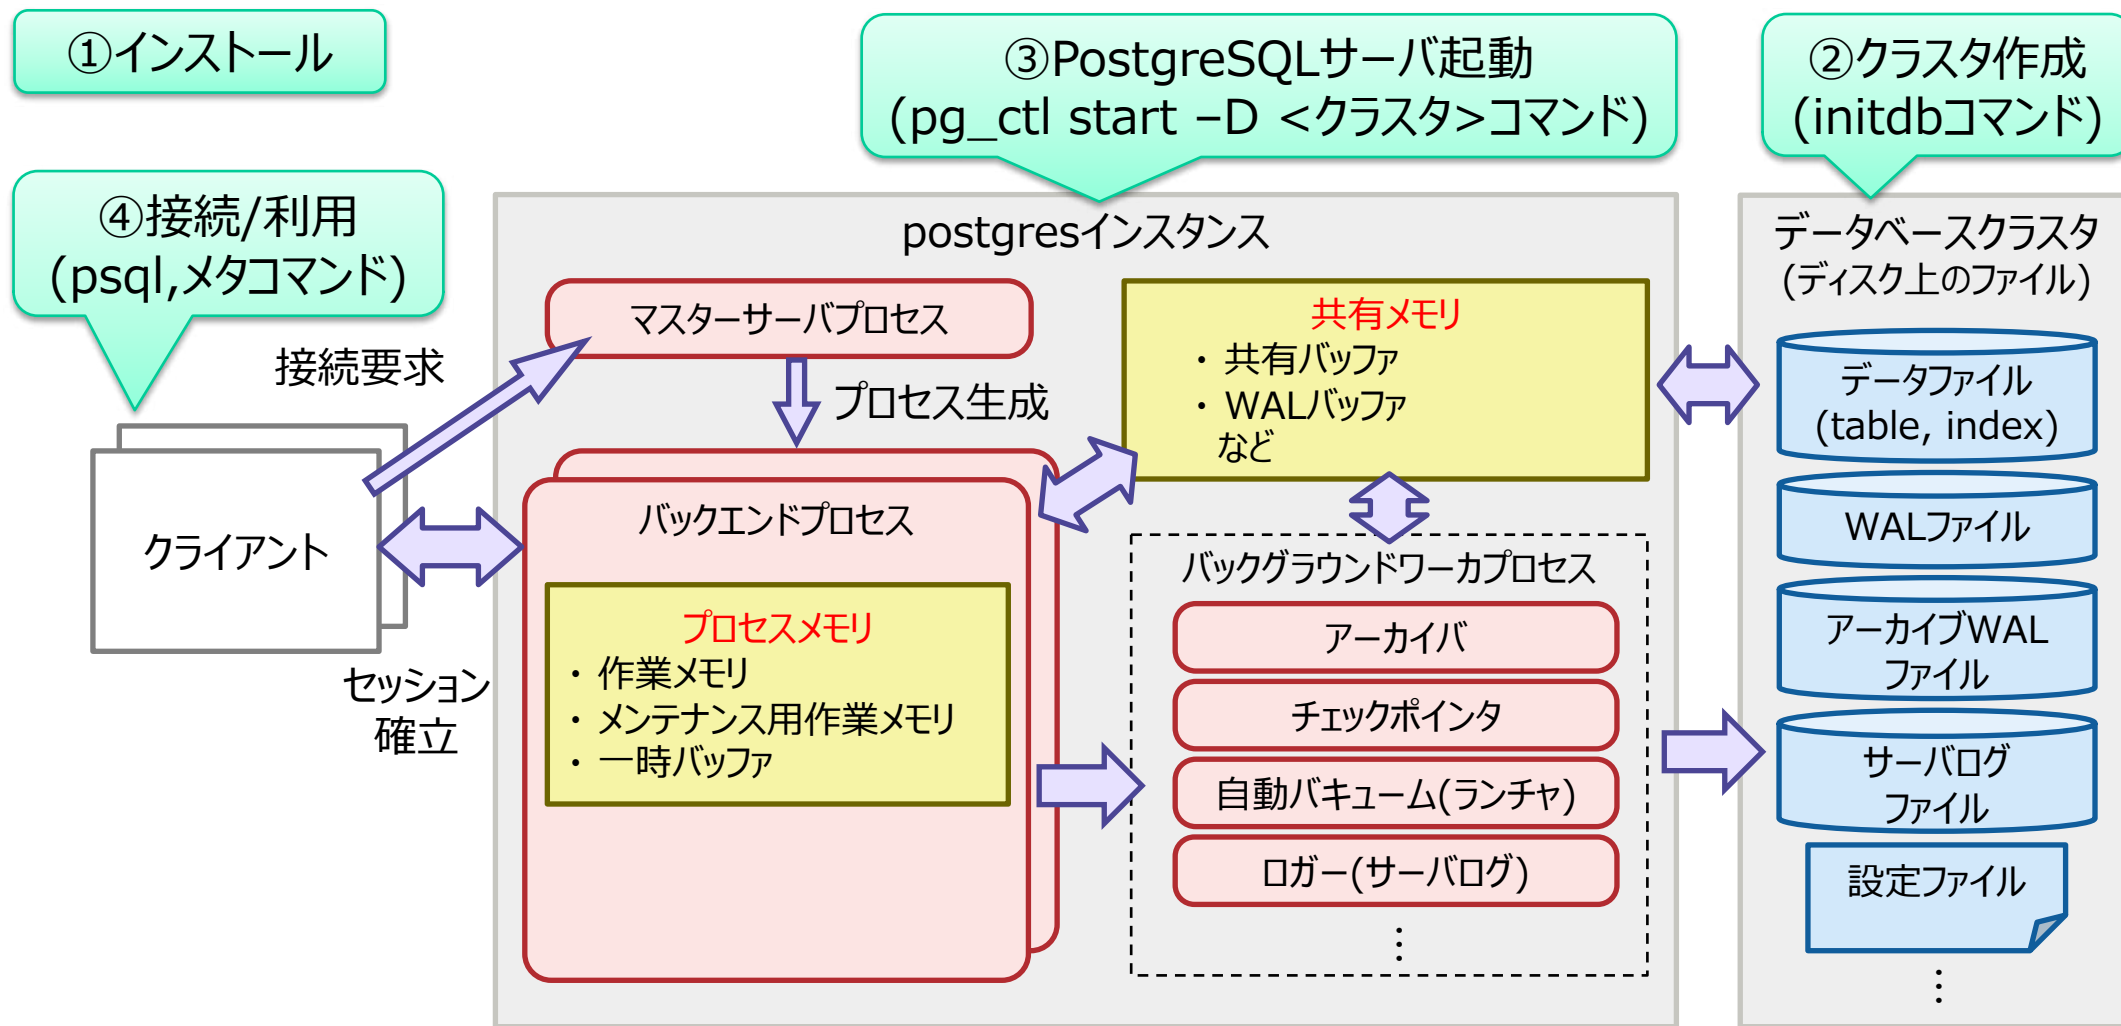 ①インストール
③PostgreSQLサーバ起動
(pg_ctl start –D <クラスタ>コマンド)
②クラスタ作成
(initdbコマンド)
④接続/利用
(psql,メタコマンド)
postgresインスタンス
データベースクラスタ
(ディスク上のファイル)
マスターサーバプロセス
接続要求
プロセス生成
共有メモリ
・共有バッファ
・WALバッファ
など
データファイル
(table, index)
クライアント
バックエンドプロセス
WALファイル
バックグラウンドワーカプロセス
プロセスメモリ
・作業メモリ
・メンテナンス用作業メモリ
・一時バッファ
セッション
確立
アーカイバ
チェックポインタ
自動バキューム(ランチャ)
ロガー(サーバログ)
⋮
アーカイブWAL
ファイル
サーバログ
ファイル
設定ファイル
⋮